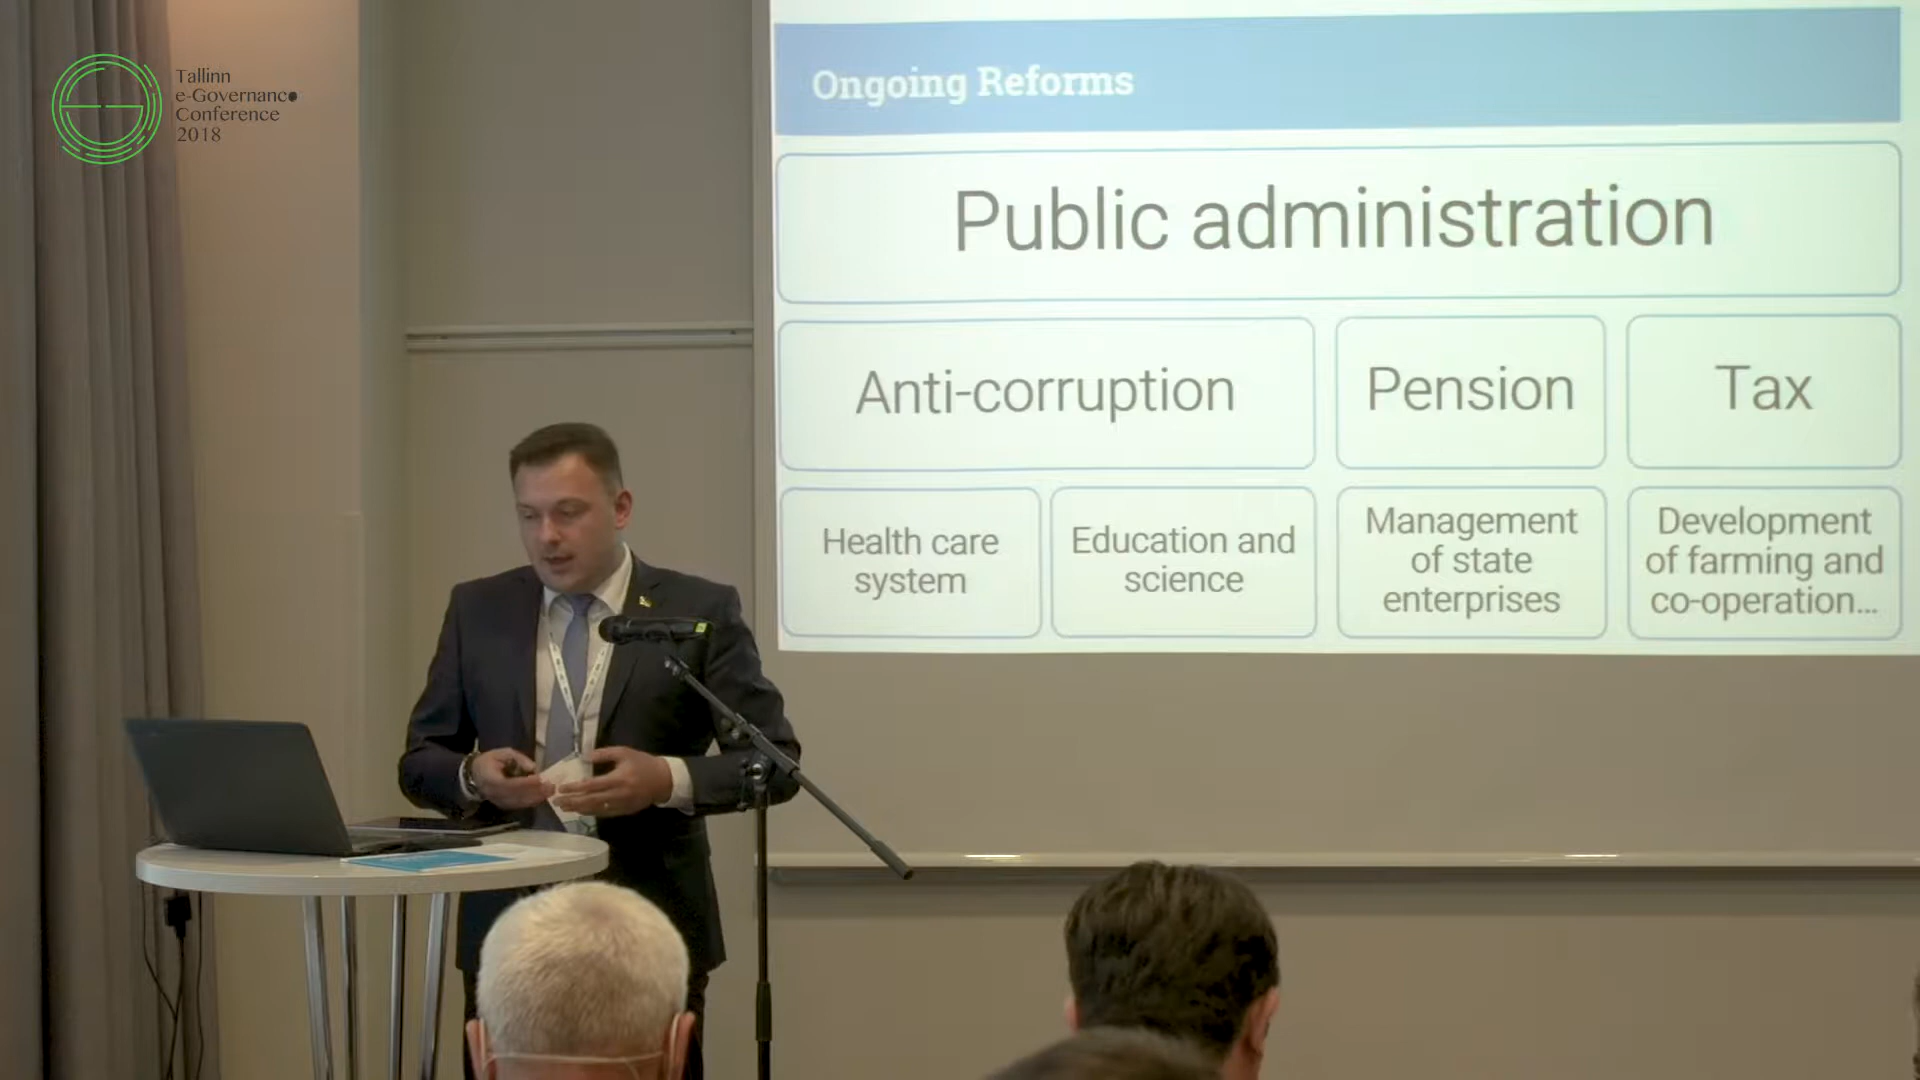 Tallinn
e-Governance
Conference
2018
Ongoing Reforms
Public administration
Anti-corruption
Pension
Tax
Health care
system
Education and
science
Management
of state
enterprises
Development
of farming and
co-operation...